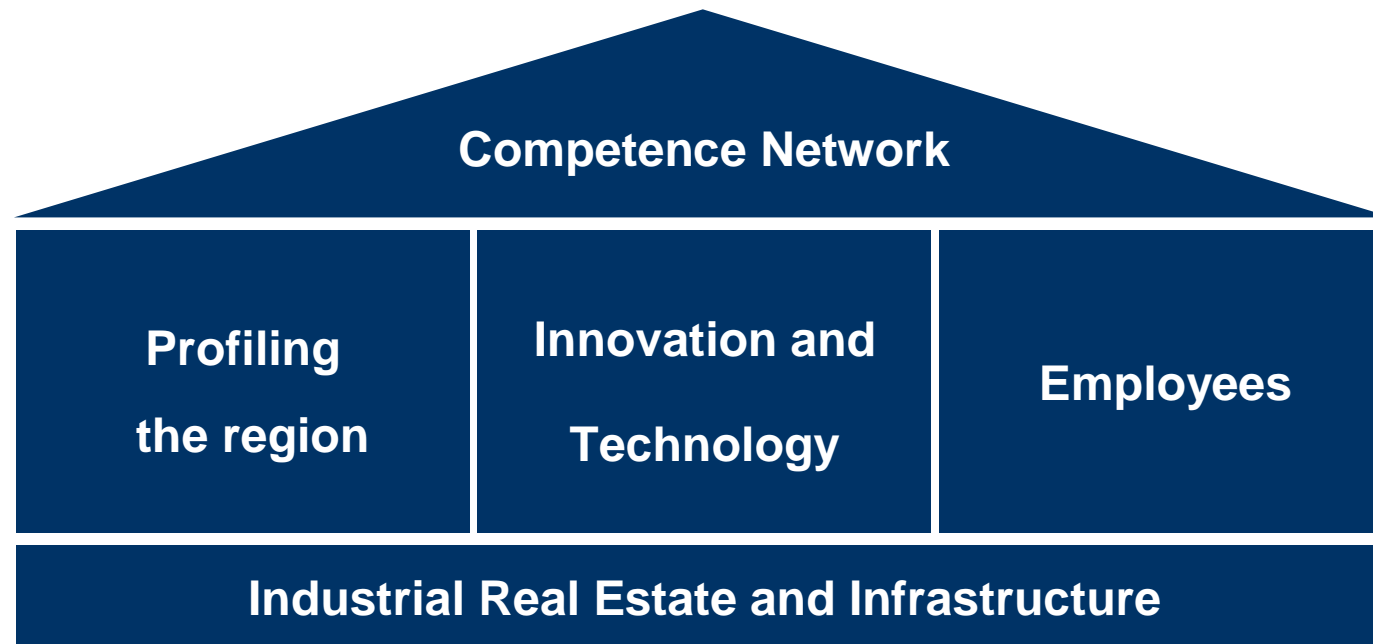 Competence Network
Profiling
the region
Innovation and
Technology
Employees
Industrial Real Estate and Infrastructure